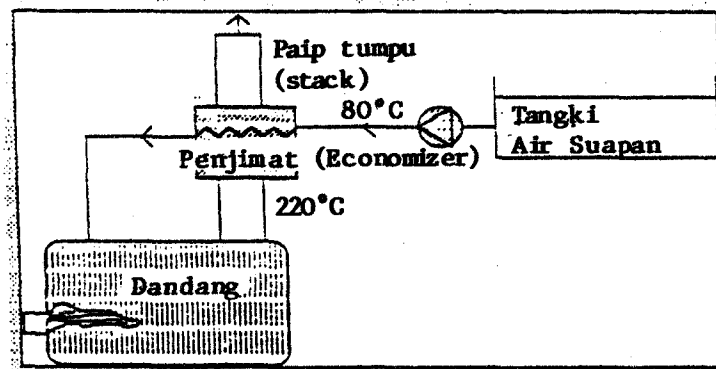 Paip tumpu
(stack)
80°C
Tangki
Air Suapan
Penjimat (Economizer)
220°C
Dandang